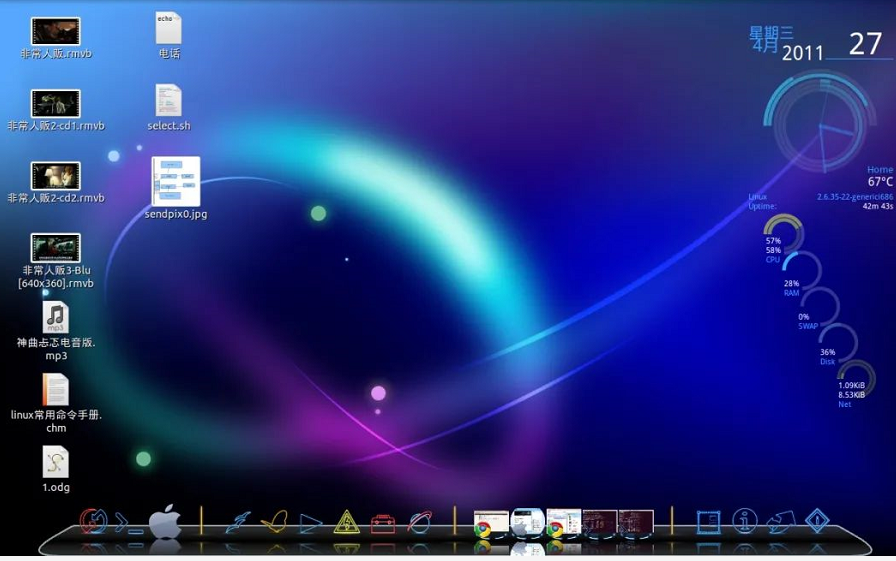 非常人贩.rmvb
非常人贩2-cd1.rmvb
非常人贩2-cd2.rmvb
非常人贩3-Blu
[640x360].rmvb
mp3
神曲忐忑电音版.
mp3
linux常用命令手册.
chm
1.odg
echo
电话
select.sh
sendpix0.jpg
星期三
4月
2011
27
Home
67°C
Linux
2.6.35-22-generic
i686
Uptime:
42m 43s
57%
58%
CPU
28%
RAM
0%
SWAP
36%
Disk
1.09KiB
8.53KiB
Net